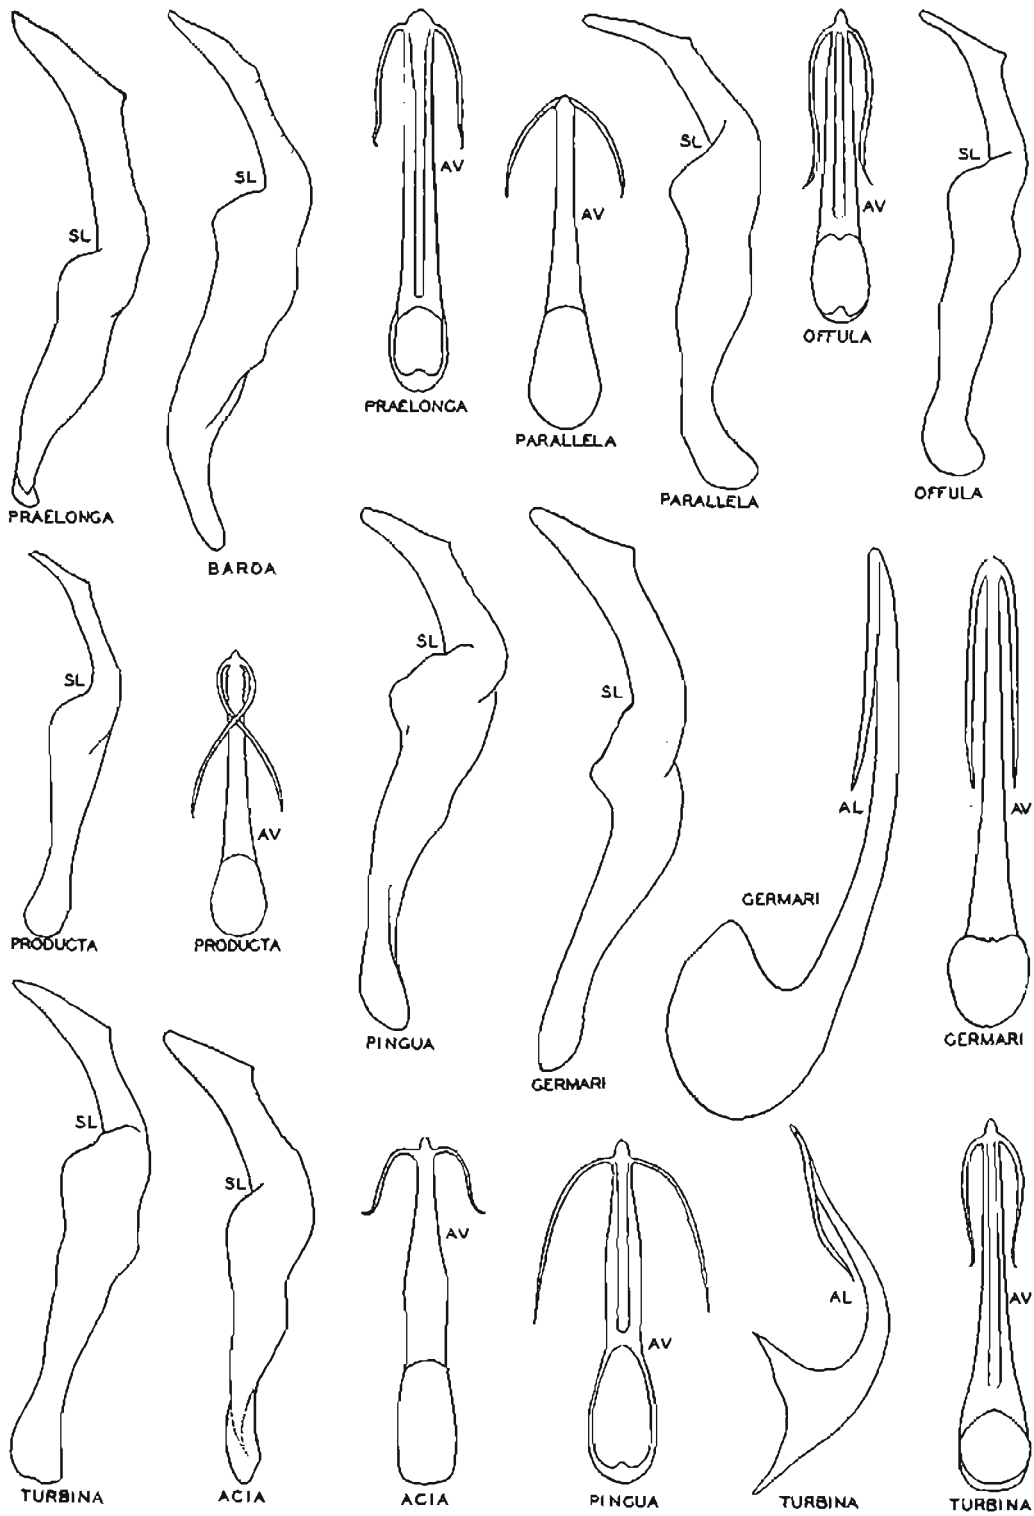 SL
SL
AV
AV
SL
AV
SL
PRAELONGA
BARDA
PRAELONGA
PARALLELA
PARALLELA
OFFULA
OFFULA
SL
AV
SL
SL
AL
AV
PRODUCTA
PRODUCTA
PINGUA
GERMARI
GERMARI
GERMARI
SL
SL
AV
AV
AL
AV
TURBINA
ACIA
ACIA
PINGUA
TURBINA
TURBINA